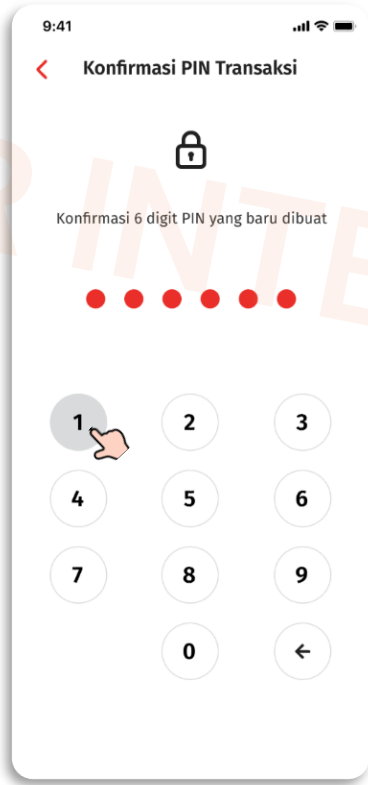 9:41
Konfirmasi PIN Transaksi
Konfirmasi 6 digit PIN yang baru dibuat
1 2 3
4 5 6
7 8 9
0